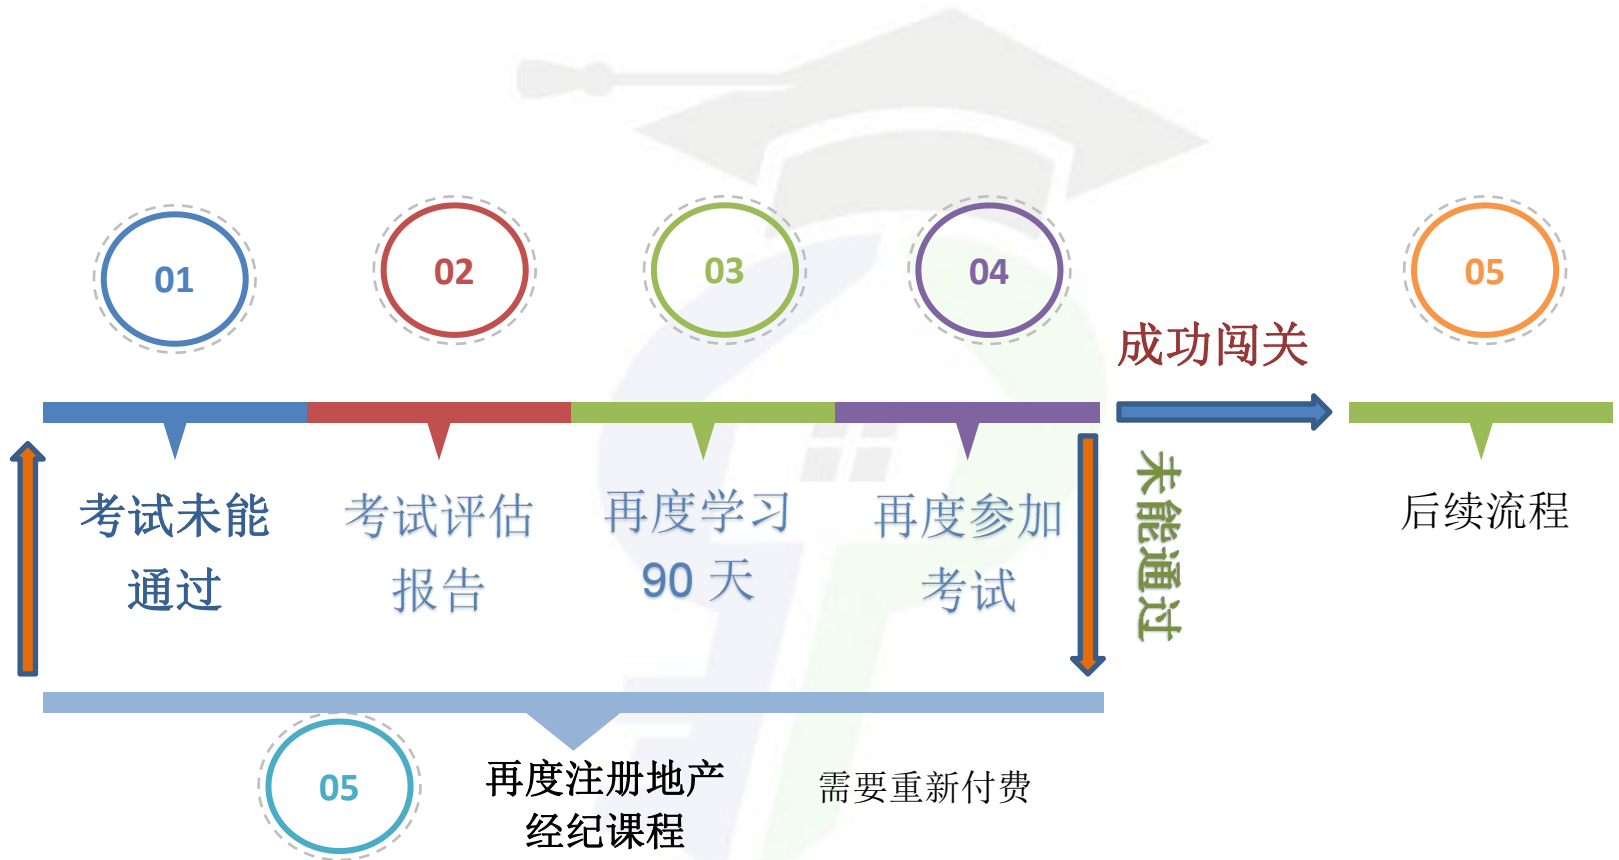 01
02
03
04
05
成功闯关
考试未能
通过
考试评估
报告
再度学习
90 天
再度参加
考试
未能通过
后续流程
05
再度注册地产
经纪课程
需要重新付费